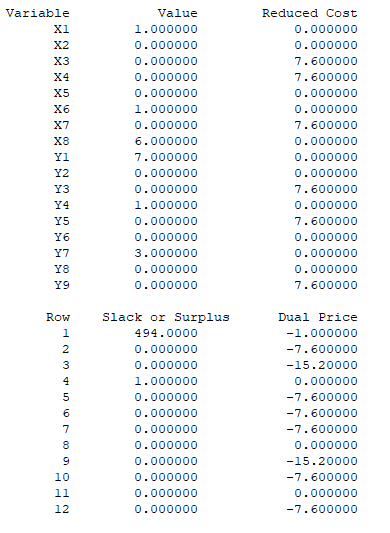 Variable Value Reduced Cost
X1 1.000000 0.000000
X2 0.000000 0.000000
X3 0.000000 7.600000
X4 0.000000 7.600000
X5 0.000000 0.000000
X6 1.000000 0.000000
X7 0.000000 7.600000
X8 6.000000 0.000000
Y1 7.000000 0.000000
Y2 0.000000 0.000000
Y3 0.000000 7.600000
Y4 1.000000 0.000000
Y5 0.000000 7.600000
Y6 0.000000 0.000000
Y7 3.000000 0.000000
Y8 0.000000 0.000000
Y9 0.000000 7.600000
Row Slack or Surplus Dual Price
1 494.0000 -1.000000
2 0.000000 -7.600000
3 0.000000 -15.20000
4 1.000000 0.000000
5 0.000000 -7.600000
6 0.000000 -7.600000
7 0.000000 -7.600000
8 0.000000 0.000000
9 0.000000 -15.20000
10 0.000000 -7.600000
11 0.000000 0.000000
12 0.000000 -7.600000